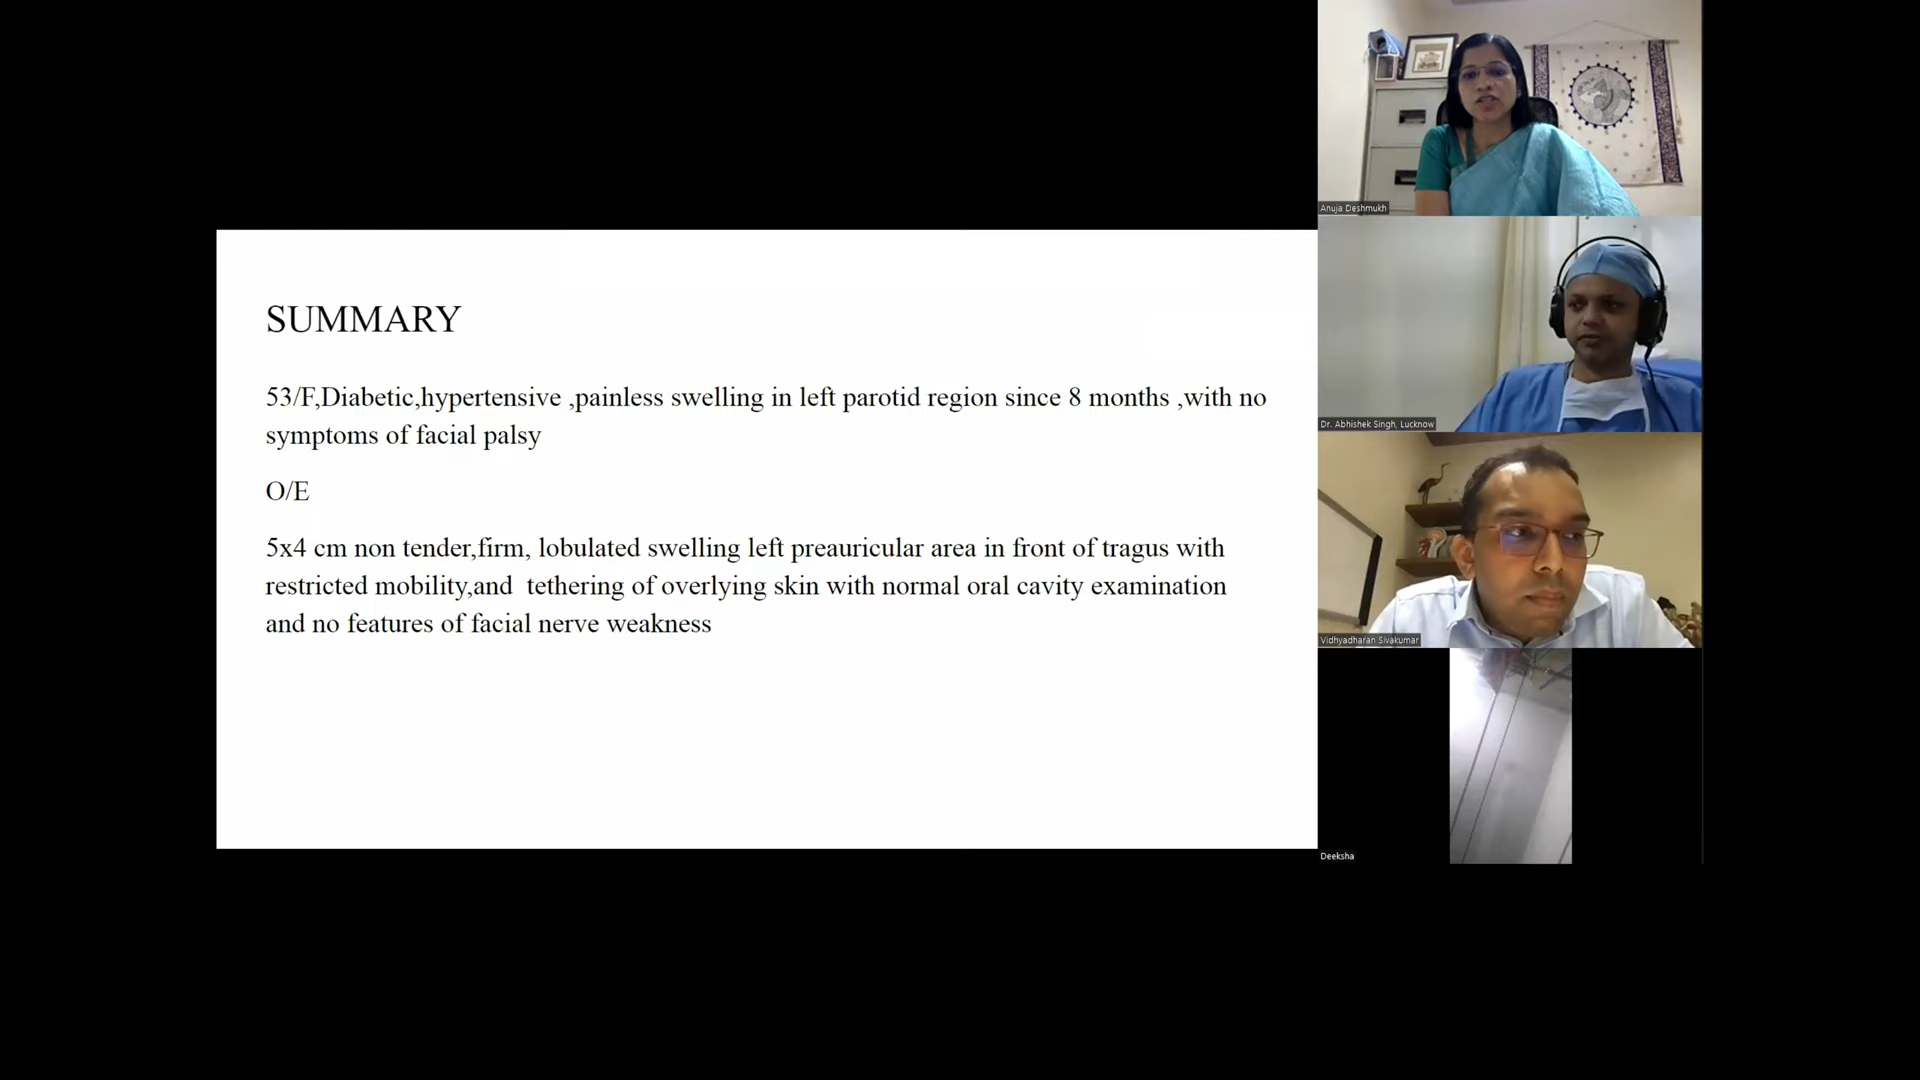 SUMMARY
53/F,Diabetic,hypertensive ,painless swelling in left parotid region since 8 months ,with no
symptoms of facial palsy
O/E
5x4 cm non tender,firm, lobulated swelling left preauricular area in front of tragus with
restricted mobility,and  tethering of overlying skin with normal oral cavity examination
and no features of facial nerve weakness
Anuja Deshmukh
Dr. Abhishek Singh, Lucknow
Vidhyadharan Sivakumar
Deeksha